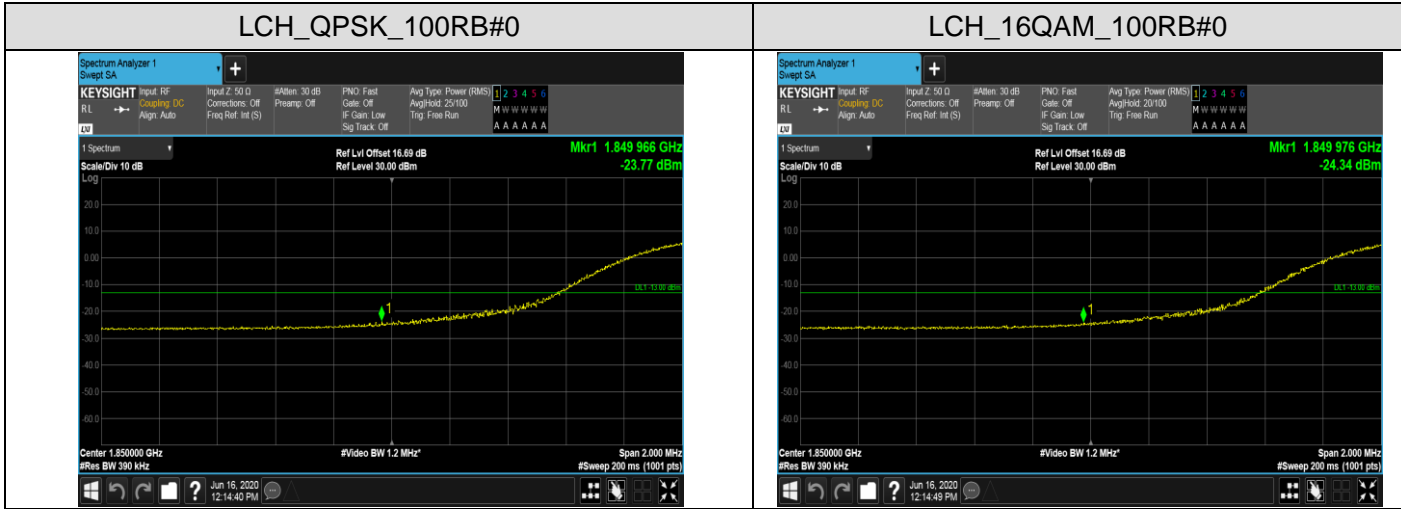 LCH_QPSK_100RB#0
Spectrum Analyzer 1
Swept SA
+
KEYSIGHT Input: RF Input Z: 50 Ω #Atten: 30 dB PNO: Fast Avg Type: Power (RMS) 1 2 3 4 5 6
RL Coupling: DC Corrections: Off Preamp: Off Gate: Off Avg|Hold: 25/100 M W W W W W
Align: Auto Freq Ref: Int (S) IF Gain: Low Trig: Free Run
LXI Sig Track: Off A A A A A A
1 Spectrum Ref Lvl Offset 16.69 dB Mkr1 1.849 966 GHz
Scale/Div 10 dB Ref Level 30.00 dBm -23.77 dBm
Log
20.0
10.0
0.00
-10.0
DL1 -13.00 dBm
1
-20.0
-30.0
-40.0
-50.0
-60.0
Center 1.850000 GHz #Video BW 1.2 MHz* Span 2.000 MHz
#Res BW 390 kHz #Sweep 200 ms (1001 pts)
? Jun 16, 2020
12:14:40 PM
LCH_16QAM_100RB#0
Spectrum Analyzer 1
Swept SA
+
KEYSIGHT Input: RF Input Z: 50 Ω #Atten: 30 dB PNO: Fast Avg Type: Power (RMS) 1 2 3 4 5 6
RL Coupling: DC Corrections: Off Preamp: Off Gate: Off Avg|Hold: 20/100 M W W W W W
Align: Auto Freq Ref: Int (S) IF Gain: Low Trig: Free Run
LXI Sig Track: Off A A A A A A
1 Spectrum Ref Lvl Offset 16.69 dB Mkr1 1.849 976 GHz
Scale/Div 10 dB Ref Level 30.00 dBm -24.34 dBm
Log
20.0
10.0
0.00
-10.0
DL1 -13.00 dBm
1
-20.0
-30.0
-40.0
-50.0
-60.0
Center 1.850000 GHz #Video BW 1.2 MHz* Span 2.000 MHz
#Res BW 390 kHz #Sweep 200 ms (1001 pts)
? Jun 16, 2020
12:14:49 PM